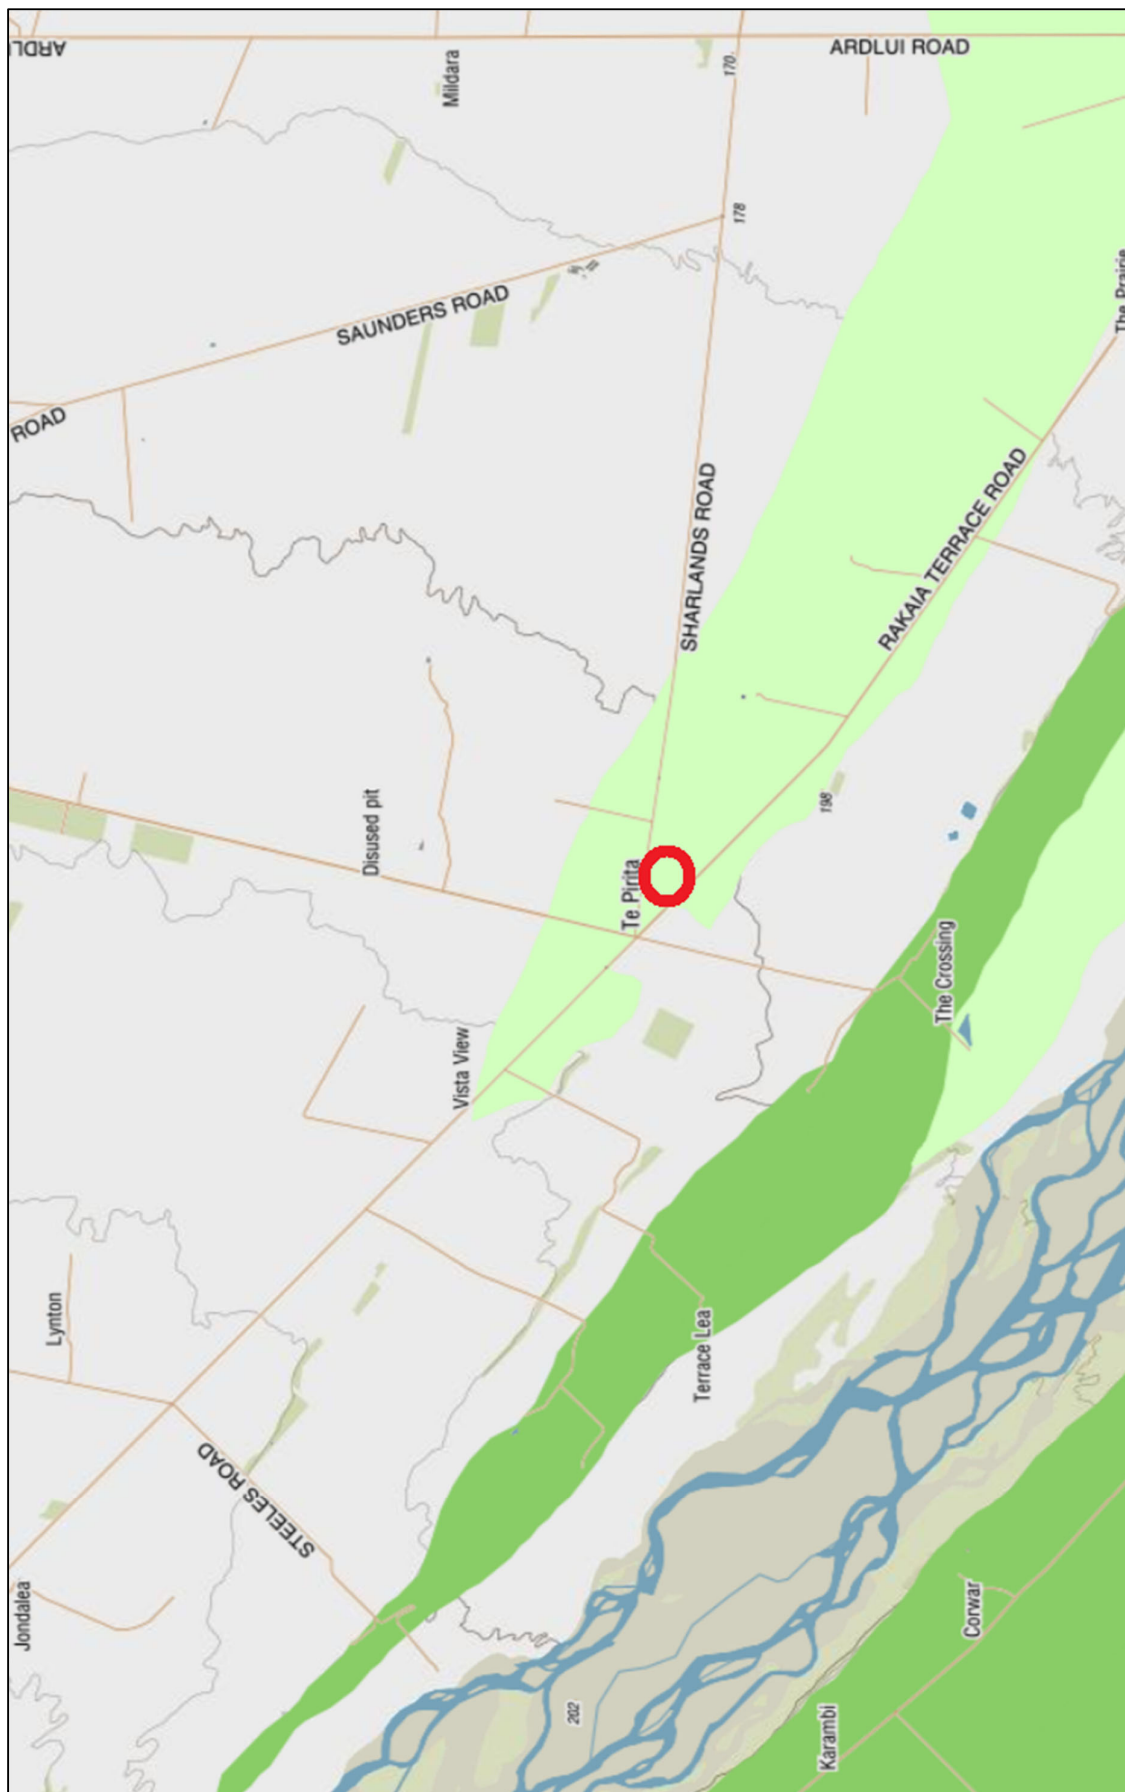 ARDLUI ROAD
ARDLU
Mildara
170
178
SAUNDERS ROAD
ROAD
The Prairie
SHARLANDS ROAD
RAKAIA TERRACE ROAD
Disused pit
198
Te Pirita
The Crossing
Vista View
Lynton
Terrace Lea
STEELES ROAD
Jondalea
Corwar
202
Karambi